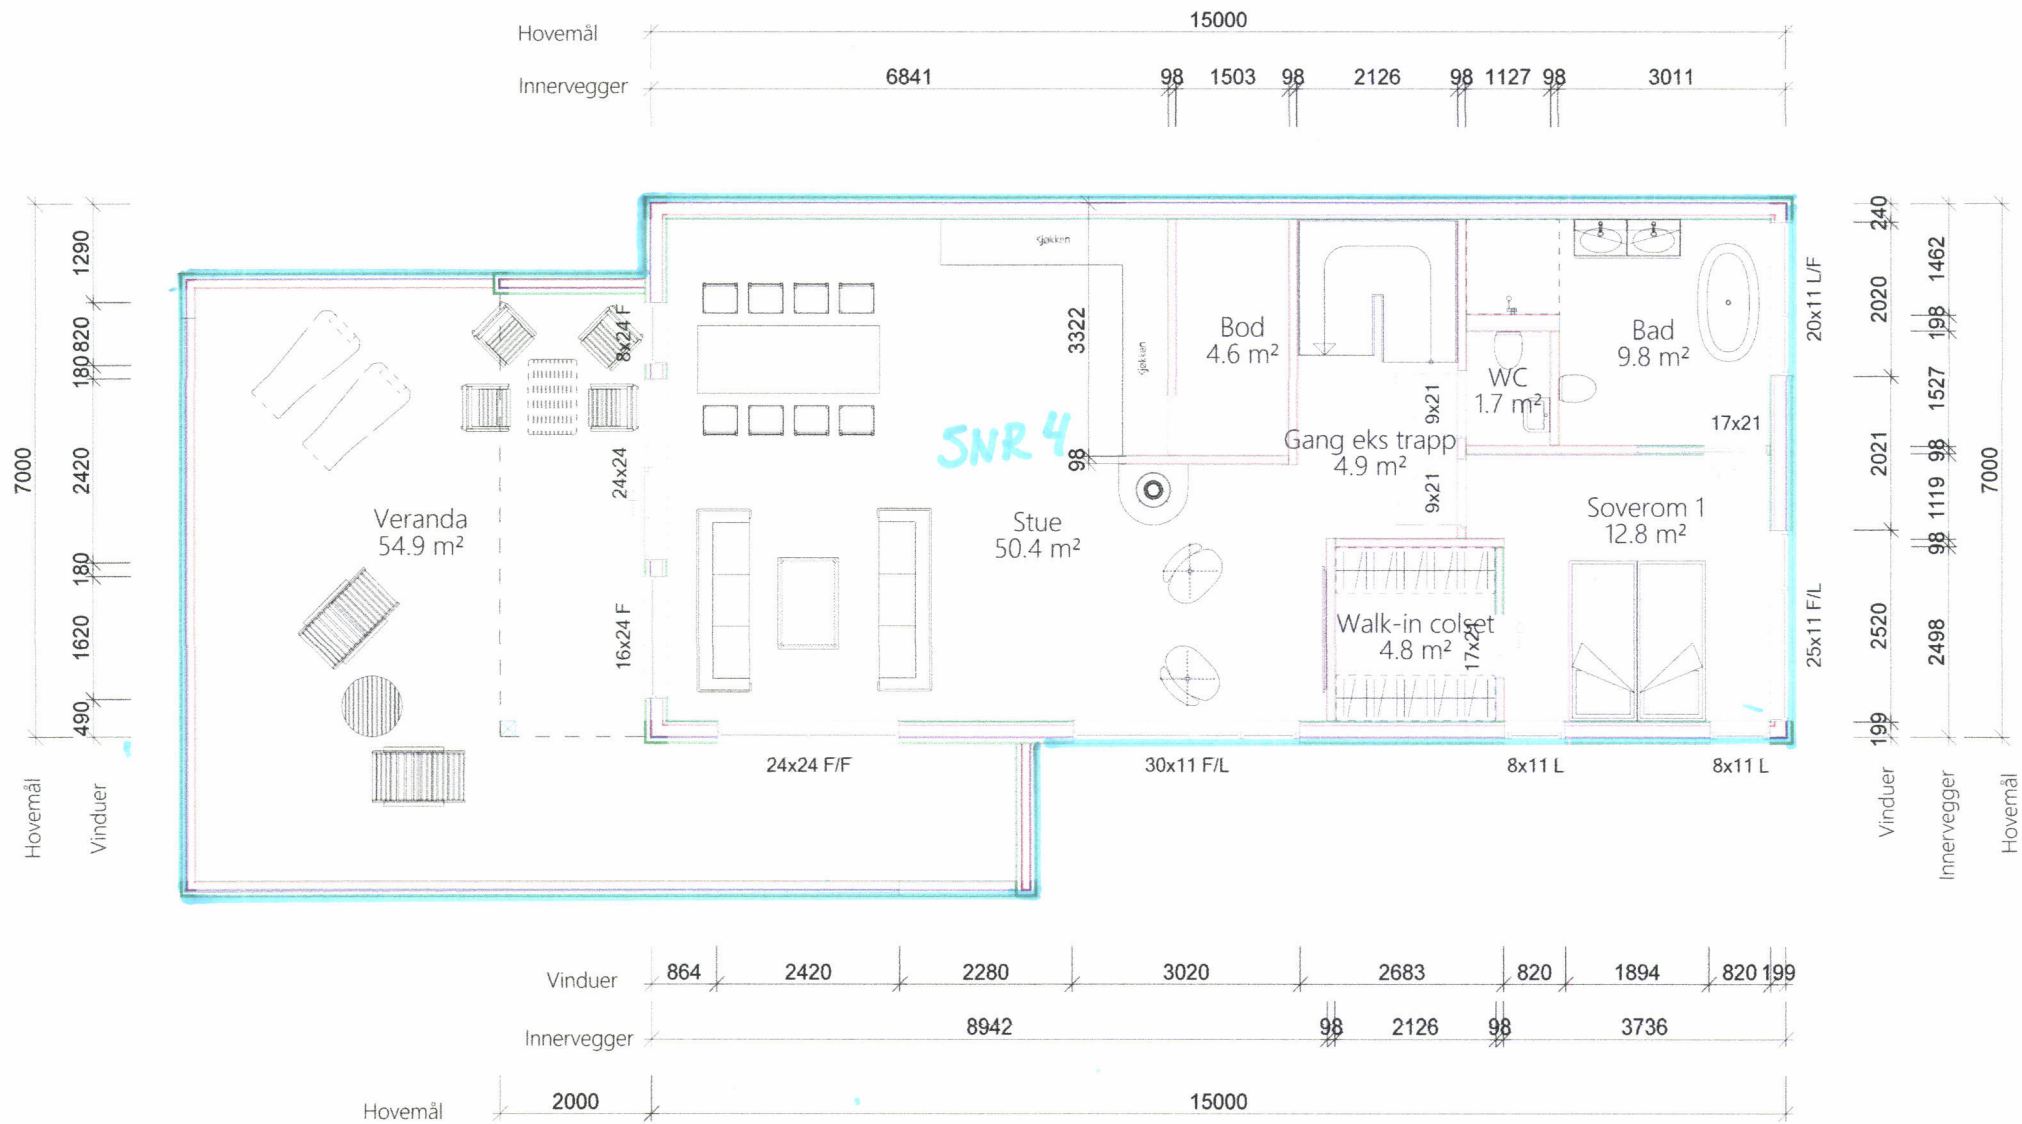 Hovemål 15000
Innervegger 6841 98 1503 98 2126 98 1127 98 3011
Hovemål 7000
Vinduer 1290 820 180 2420 180 1620 490
kjøkken
kjøkken
3322
98
8x24 F
24x24
16x24 F
Bod
4.6 m²
Bad
9.8 m²
WC
1.7 m²
17x21
SNR 4
9x21
Gang eks trapp
4.9 m²
9x21
Veranda
54.9 m²
Stue
50.4 m²
Soverom 1
12.8 m²
Walk-in colset
4.8 m²
17x21
24x24 F/F
30x11 F/L
8x11 L
8x11 L
20x11 L/F
25x11 F/L
Vinduer 240 2020 2021 2520 199
Innervegger 1462 198 1527 98 1119 98 2498
Hovemål 7000
Vinduer 864 2420 2280 3020 2683 820 1894 820 199
Innervegger 8942 98 2126 98 3736
Hovemål 2000 15000